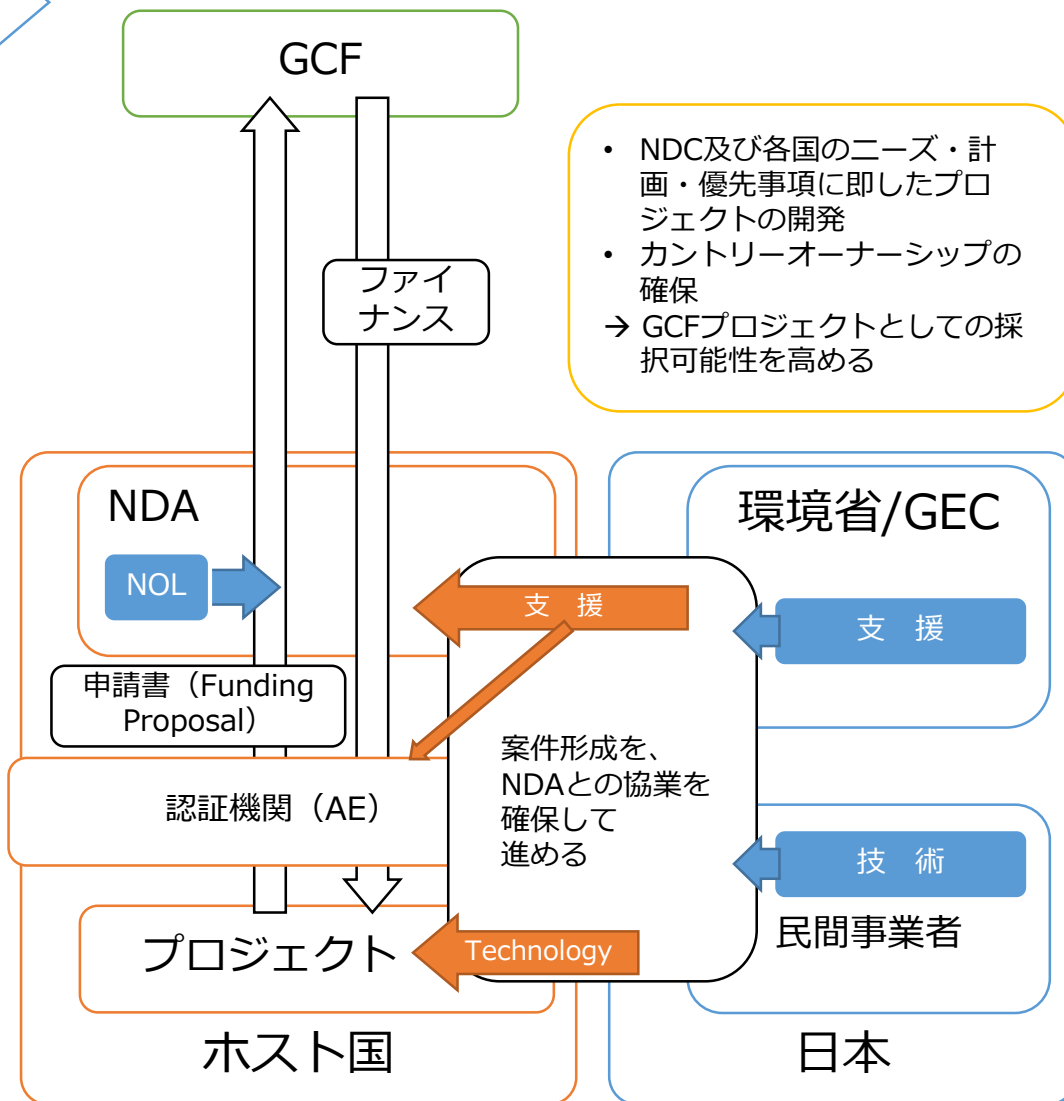 GCF
• NDC及び各国のニーズ・計
画・優先事項に即したプロ
ジェクトの開発
• カントリーオーナーシップの
確保
→ GCFプロジェクトとしての採
択可能性を高める
ファイ
ナンス
NDA
環境省/GEC
NOL
支 援
支 援
申請書（Funding
Proposal）
案件形成を、
NDAとの協業を
確保して
進める
認証機関（AE）
技 術
民間事業者
プロジェクト
Technology
ホスト国
日本